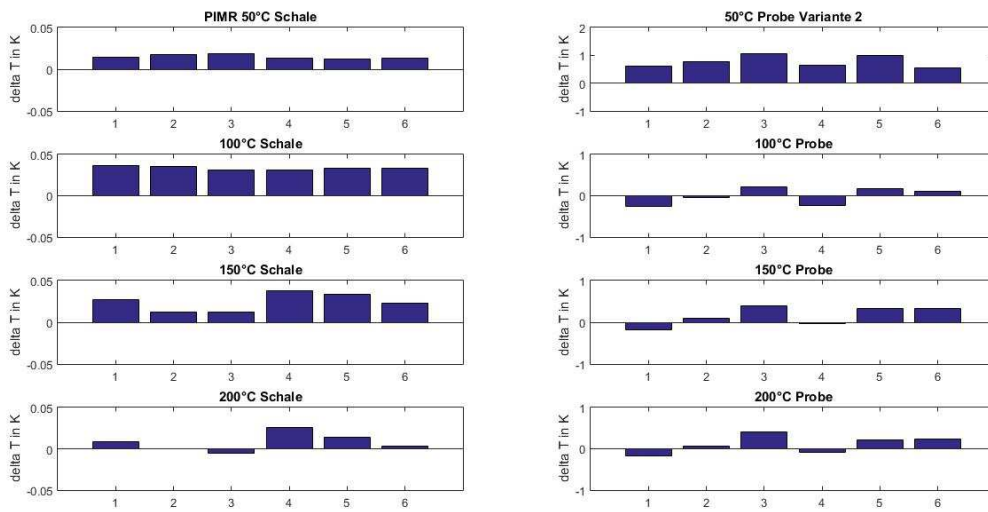 PIMR 50°C Schale
0.05
0
-0.05
delta T in K
1 2 3 4 5 6
50°C Probe Variante 2
2
1
0
-1
delta T in K
1 2 3 4 5 6
100°C Schale
0.05
0
-0.05
delta T in K
1 2 3 4 5 6
100°C Probe
1
0
-1
delta T in K
1 2 3 4 5 6
150°C Schale
0.05
0
-0.05
delta T in K
1 2 3 4 5 6
150°C Probe
1
0
-1
delta T in K
1 2 3 4 5 6
200°C Schale
0.05
0
-0.05
delta T in K
1 2 3 4 5 6
200°C Probe
1
0
-1
delta T in K
1 2 3 4 5 6